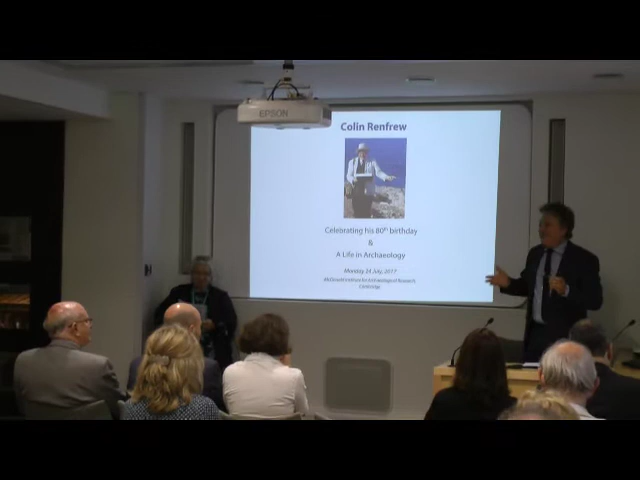 EPSON
Colin Renfrew
Celebrating his 80th birthday
&
A Life in Archaeology
Monday 24 July, 2017
McDonald Institute for Archaeological Research,
Cambridge